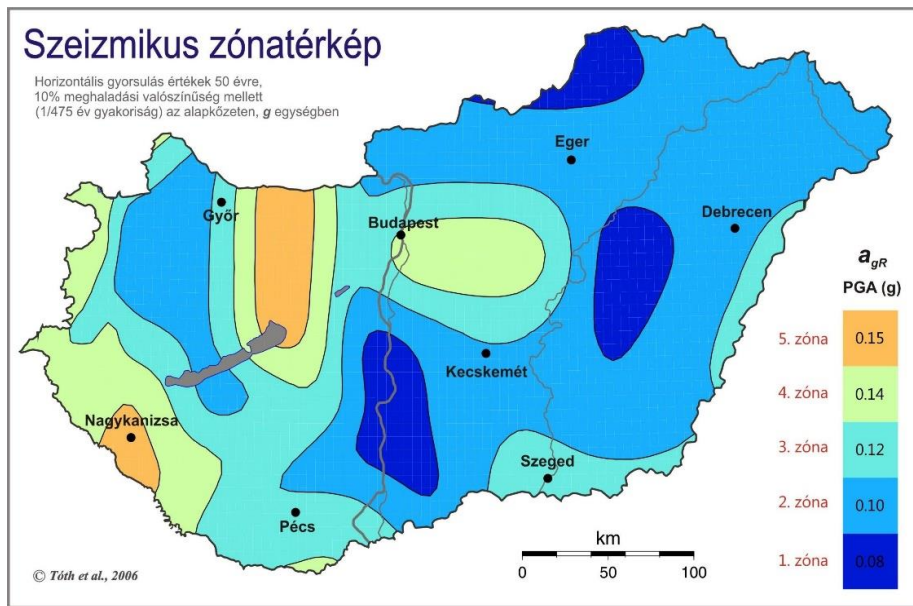 Szeizmikus zónatérkép
Horizontális gyorsulás értékek 50 évre,
10% meghaladási valószínűség mellett
(1/475 év gyakoriság) az alapkőzeten, g egységben
Eger
Győr
Budapest
Debrecen
Kecskemét
Nagykanizsa
Szeged
Pécs
agR
PGA (g)
5. zóna 0.15
4. zóna 0.14
3. zóna 0.12
2. zóna 0.10
1. zóna 0.08
km
0 50 100
© Tóth et al., 2006